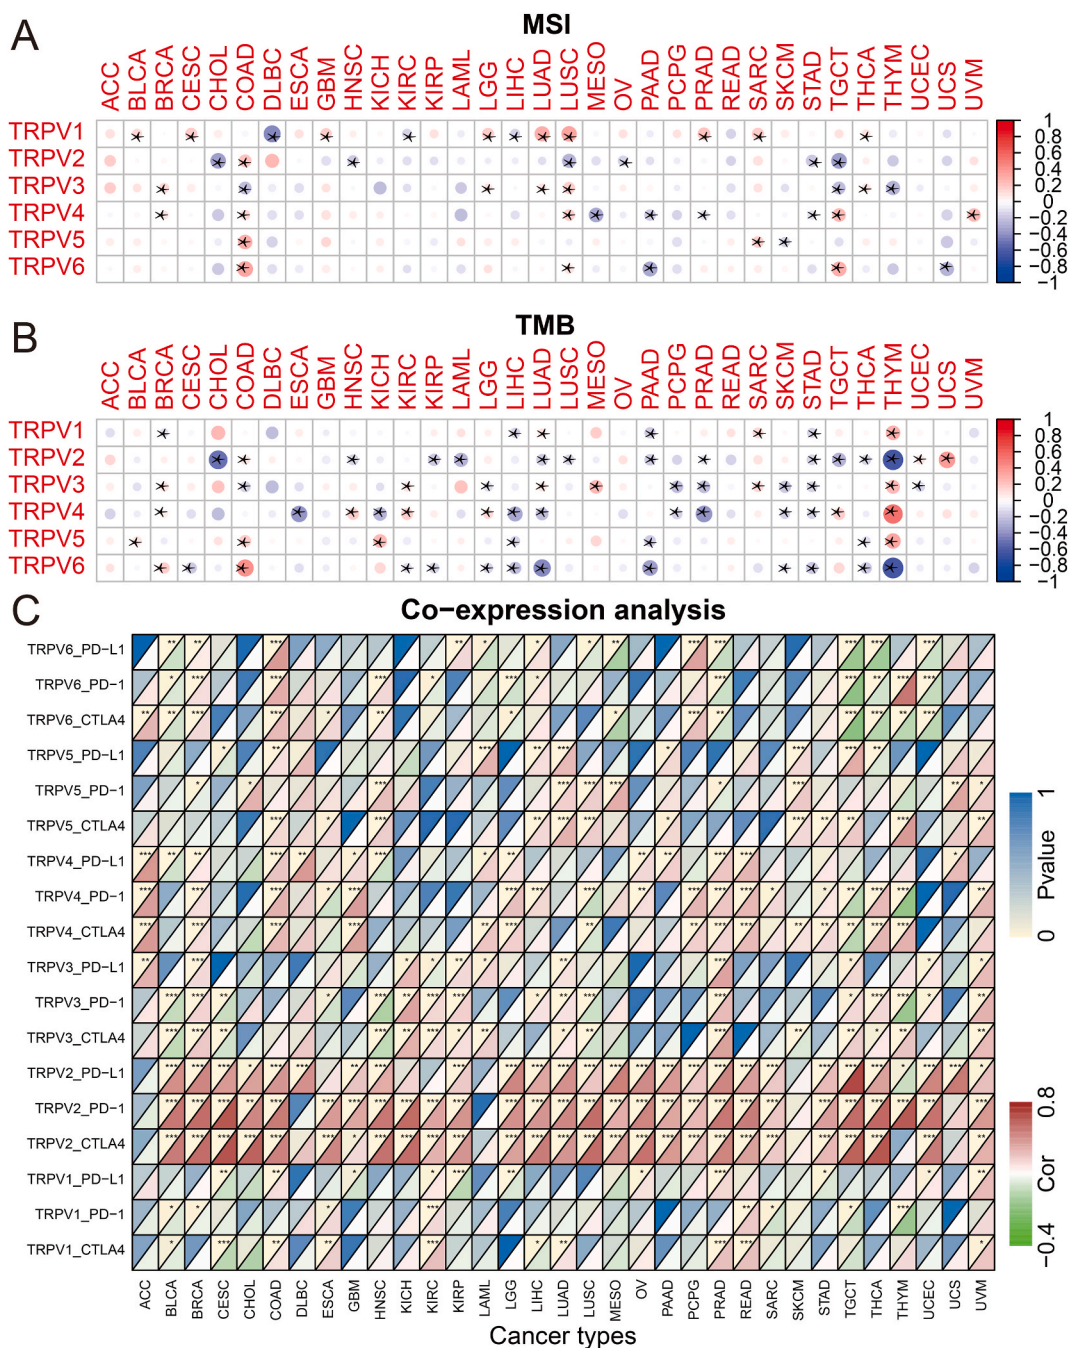 A
MSI
ACC BLCA BRCA CESC CHOL COAD DLBC ESCA GBM HNSC KICH KIRC KIRP LAML LGG LIHC LUAD LUSC MESO OV PAAD PCPG PRAD READ SARC SKCM STAD TGCT THCA THYM UCEC UCS UVM
TRPV1
TRPV2
TRPV3
TRPV4
TRPV5
TRPV6
1
0.8
0.6
0.4
0.2
0
−0.2
−0.4
−0.6
−0.8
−1
B
TMB
ACC BLCA BRCA CESC CHOL COAD DLBC ESCA GBM HNSC KICH KIRC KIRP LAML LGG LIHC LUAD LUSC MESO OV PAAD PCPG PRAD READ SARC SKCM STAD TGCT THCA THYM UCEC UCS UVM
TRPV1
TRPV2
TRPV3
TRPV4
TRPV5
TRPV6
1
0.8
0.6
0.4
0.2
0
−0.2
−0.4
−0.6
−0.8
−1
C
Co−expression analysis
TRPV6_PD−L1
TRPV6_PD−1
TRPV6_CTLA4
TRPV5_PD−L1
TRPV5_PD−1
TRPV5_CTLA4
TRPV4_PD−L1
TRPV4_PD−1
TRPV4_CTLA4
TRPV3_PD−L1
TRPV3_PD−1
TRPV3_CTLA4
TRPV2_PD−L1
TRPV2_PD−1
TRPV2_CTLA4
TRPV1_PD−L1
TRPV1_PD−1
TRPV1_CTLA4
ACC BLCA BRCA CESC CHOL COAD DLBC ESCA GBM HNSC KICH KIRC KIRP LAML LGG LIHC LUAD LUSC MESO OV PAAD PCPG PRAD READ SARC SKCM STAD TGCT THCA THYM UCEC UCS UVM
Cancer types
0 1
Pvalue
−0.4 0.8
Cor